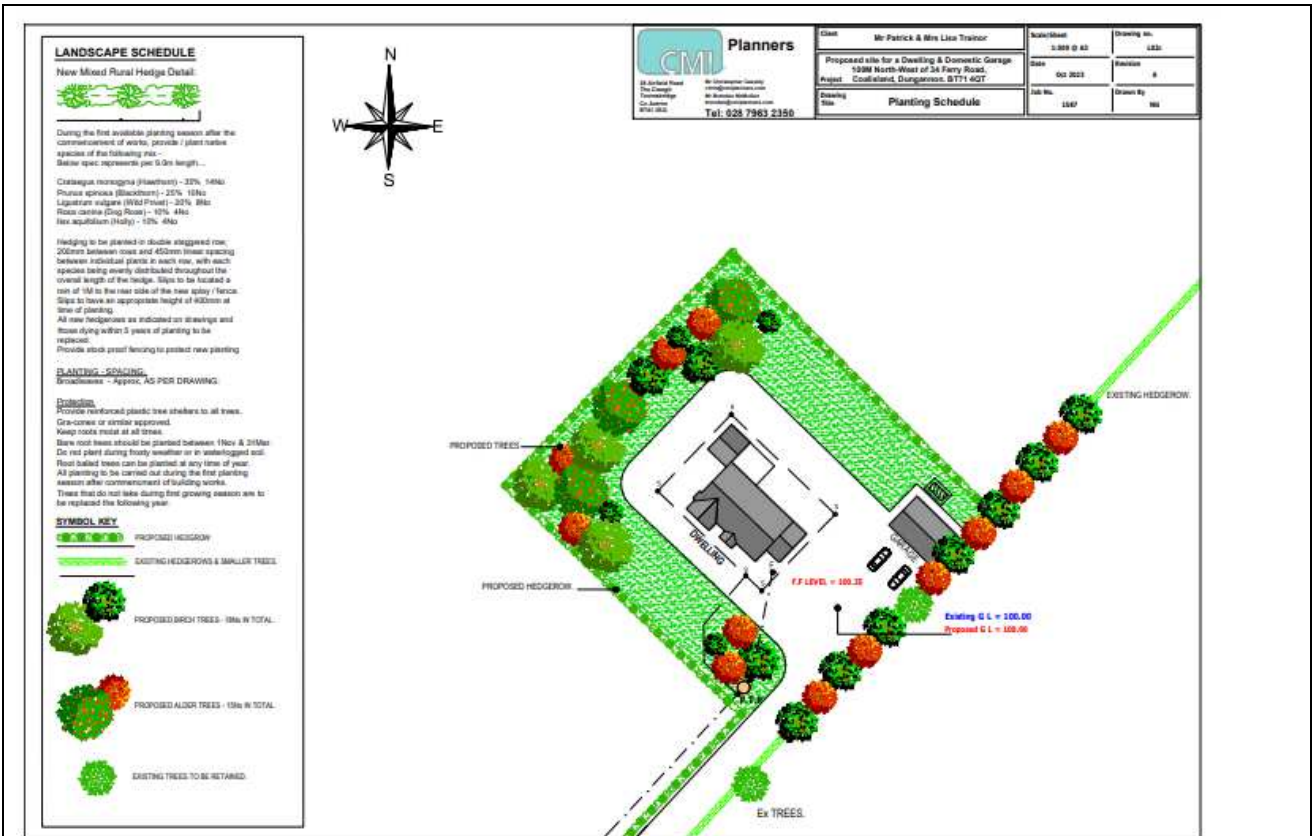 LANDSCAPE SCHEDULE
New Mixed Rural Hedge Detail:
During the first available planting season after the
commencement of works, provide / plant native
species of the following mix -
Below spec represents per 9.0m length...
Crataegus monogyna (Hawthorn) - 35% 14No
Prunus spinosa (Blackthorn) - 25% 10No
Ligustrum vulgare (Wild Privet) - 20% 8No
Rosa canina (Dog Rose) - 10% 4No
Ilex aquifolium (Holly) - 10% 4No
Hedging to be planted in double staggered row,
200mm between rows and 450mm linear spacing
between individual plants in each row, with each
species being evenly distributed throughout the
overall length of the hedge. Slips to be located a
min of 1M to the rear side of the new splay / fence.
Slips to have an appropriate height of 400mm at
time of planting.
All new hedgerows as indicated on drawings and
those dying within 5 years of planting to be
replaced.
Provide stock proof fencing to protect new planting
PLANTING - SPACING.
Broadleaves - Approx, AS PER DRAWING.
Protection
Provide reinforced plastic tree shelters to all trees.
Gro-cones or similar approved.
Keep roots moist at all times.
Bare root trees should be planted between 1Nov & 31Mar
Do not plant during frosty weather or in waterlogged soil.
Root balled trees can be planted at any time of year.
All planting to be carried out during the first planting
season after commencement of building works.
Trees that do not take during first growing season are to
be replaced the following year.
SYMBOL KEY
PROPOSED HEDGROW
EXISTING HEDGEROWS & SMALLER TREES.
PROPOSED BIRCH TREES - IN TOTAL.
PROPOSED ALDER TREES - 15No IN TOTAL
EXISTING TREES TO BE RETAINED.
N
W
E
S
CMI
Planners
38 Airfield Road
The Creagh
Toomebridge
Co Antrim
Tel: 028 7963 2350
Client
Mr Patrick & Mrs Lisa Trainor
Project
Proposed site for a Dwelling & Domestic Garage
100M North-West of 34 Ferry Road,
Coalisland, Dungannon. BT71 4QT
Drawing Title
Planting Schedule
Scale/Sheet
@ A3
Drawing no.
Date
Oct 2023
Revision
Job No.
Drawn By
EXISTING HEDGEROW.
PROPOSED TREES
DWELLING
GARAGE
F.F LEVEL = 100.35
PROPOSED HEDGEROW.
Existing G L = 100.00
Proposed G L = 100.00
Ex TREES.